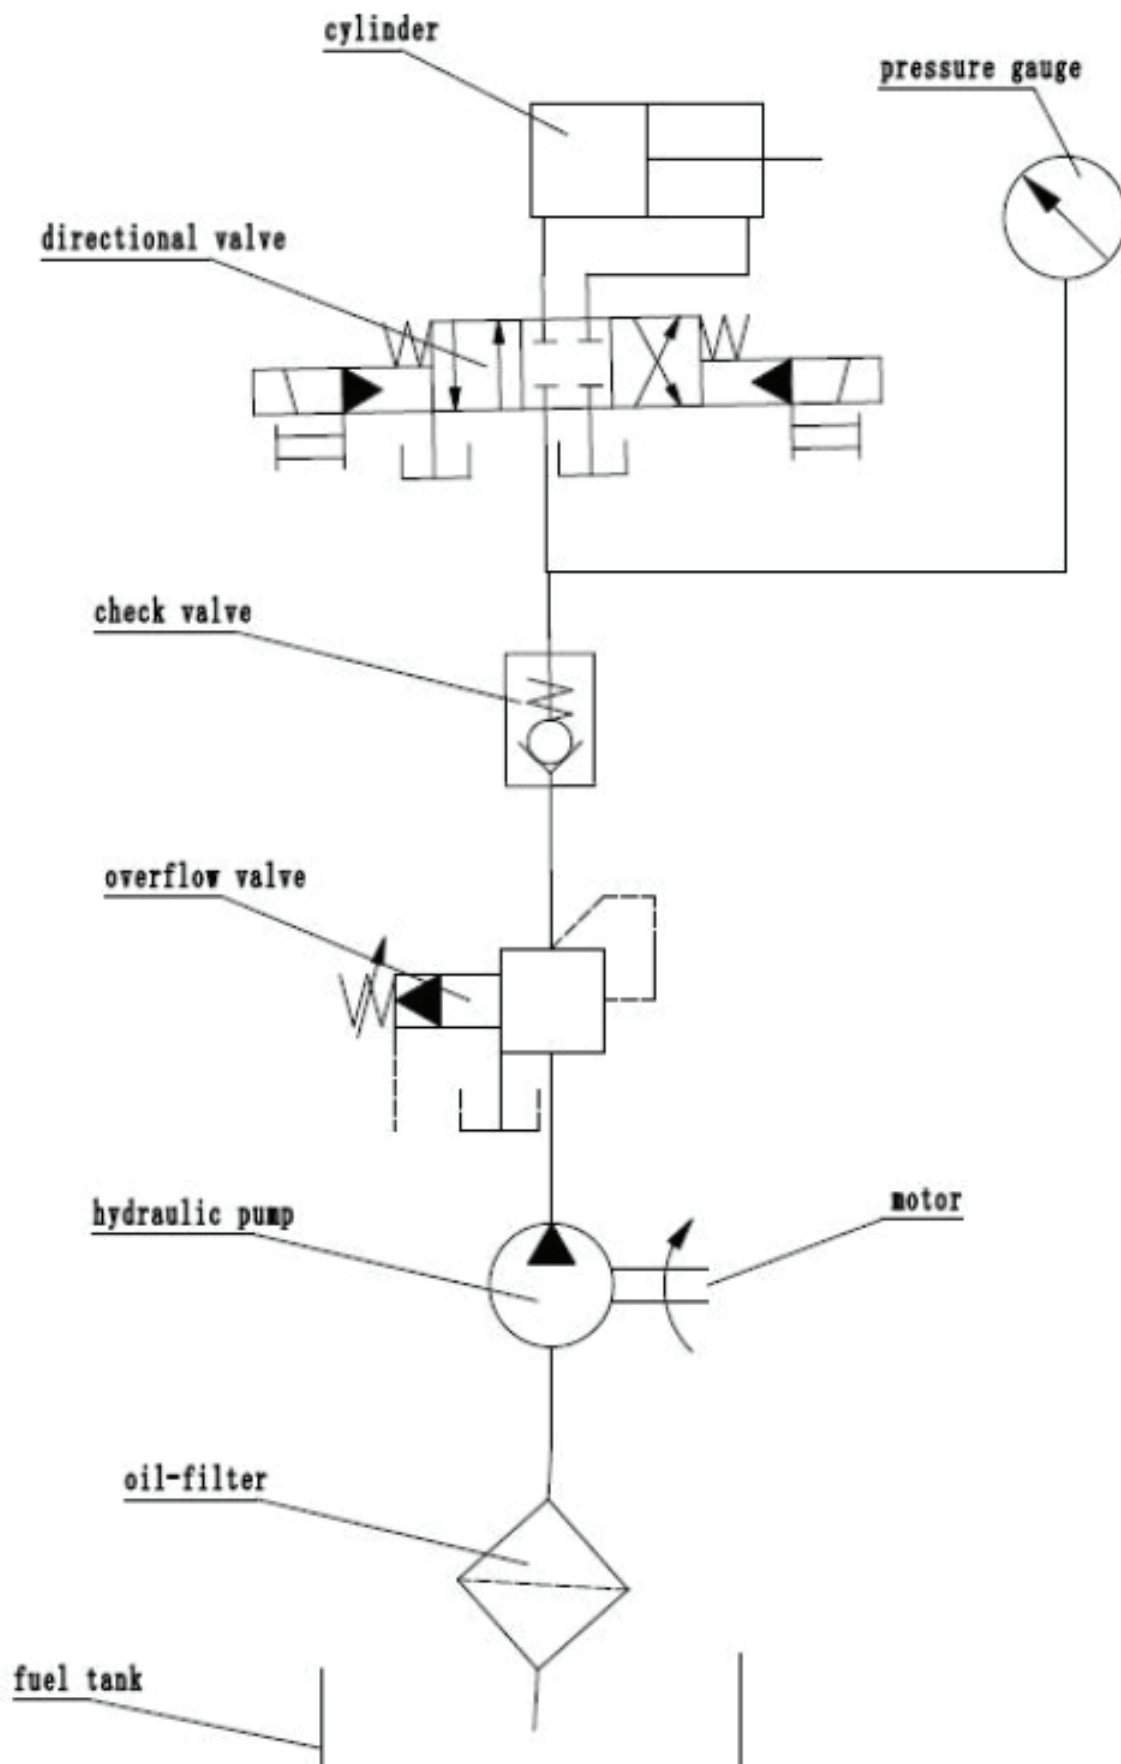 cylinder
pressure gauge
directional valve
check valve
overflow valve
hydraulic pump
motor
oil-filter
fuel tank